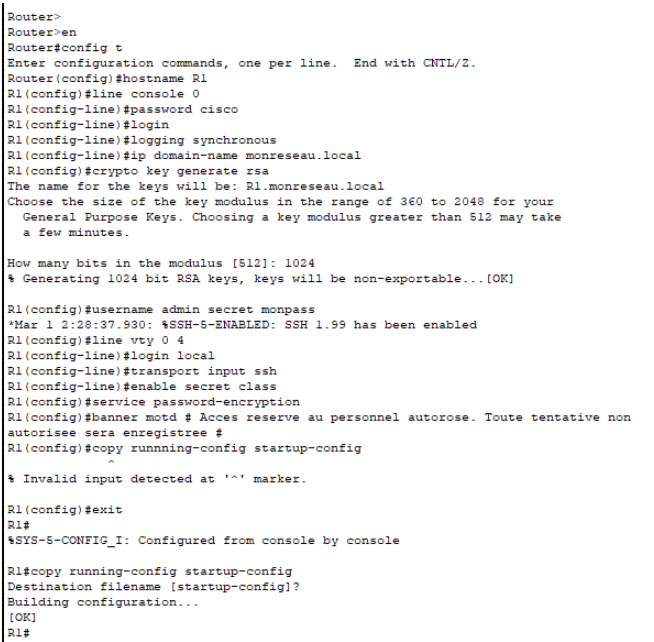 Router>
Router>en
Router#config t
Enter configuration commands, one per line.  End with CNTL/Z.
Router(config)#hostname R1
R1(config)#line console 0
R1(config-line)#password cisco
R1(config-line)#login
R1(config-line)#logging synchronous
R1(config-line)#ip domain-name monreseau.local
R1(config)#crypto key generate rsa
The name for the keys will be: R1.monreseau.local
Choose the size of the key modulus in the range of 360 to 2048 for your
  General Purpose Keys. Choosing a key modulus greater than 512 may take
  a few minutes.

How many bits in the modulus [512]: 1024
% Generating 1024 bit RSA keys, keys will be non-exportable...[OK]

R1(config)#username admin secret monpass
*Mar 1 2:28:37.930: %SSH-5-ENABLED: SSH 1.99 has been enabled
R1(config)#line vty 0 4
R1(config-line)#login local
R1(config-line)#transport input ssh
R1(config-line)#enable secret class
R1(config)#service password-encryption
R1(config)#banner motd # Acces reserve au personnel autorose. Toute tentative non
autorisee sera enregistree #
R1(config)#copy runnning-config startup-config
             ^
% Invalid input detected at '^' marker.

R1(config)#exit
R1#
%SYS-5-CONFIG_I: Configured from console by console

R1#copy running-config startup-config
Destination filename [startup-config]?
Building configuration...
[OK]
R1#